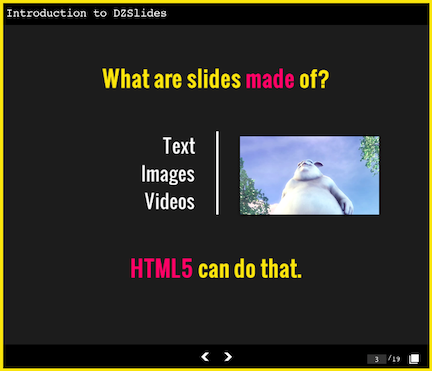 Introduction to DZSlides
What are slides made of?
Text
Images
Videos
HTML5 can do that.
3 /19